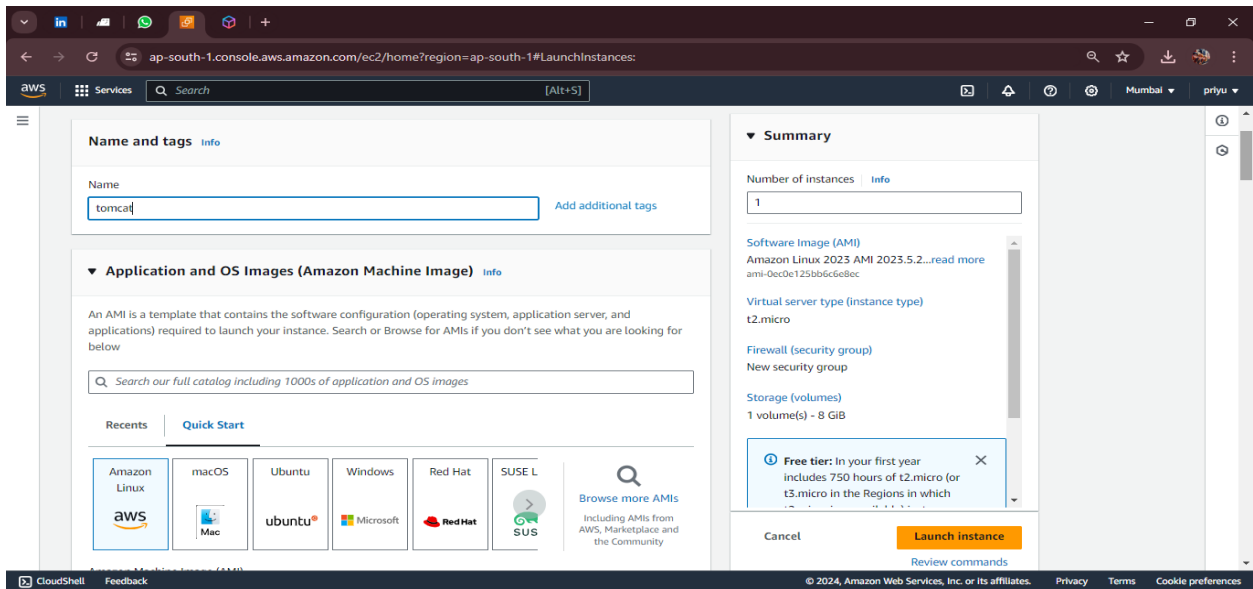 in
ap-south-1.console.aws.amazon.com/ec2/home?region=ap-south-1#LaunchInstances:
aws Services Search [Alt+S] Mumbai priyu
Name and tags Info
Name
tomcat
Add additional tags
Application and OS Images (Amazon Machine Image) Info
An AMI is a template that contains the software configuration (operating system, application server, and
applications) required to launch your instance. Search or Browse for AMIs if you don't see what you are looking for
below
Search our full catalog including 1000s of application and OS images
Recents Quick Start
Amazon
Linux
aws
macOS
Mac
Ubuntu
ubuntu®
Windows
Microsoft
Red Hat
Red Hat
SUSE L
SUS
Browse more AMIs
Including AMIs from
AWS, Marketplace and
the Community
Summary
Number of instances Info
1
Software Image (AMI)
Amazon Linux 2023 AMI 2023.5.2...read more
ami-0ec0e125bb6c6e8ec
Virtual server type (instance type)
t2.micro
Firewall (security group)
New security group
Storage (volumes)
1 volume(s) - 8 GiB
Free tier: In your first year
includes 750 hours of t2.micro (or
t3.micro in the Regions in which
Cancel
Launch instance
Review commands
CloudShell Feedback © 2024, Amazon Web Services, Inc. or its affiliates. Privacy Terms Cookie preferences